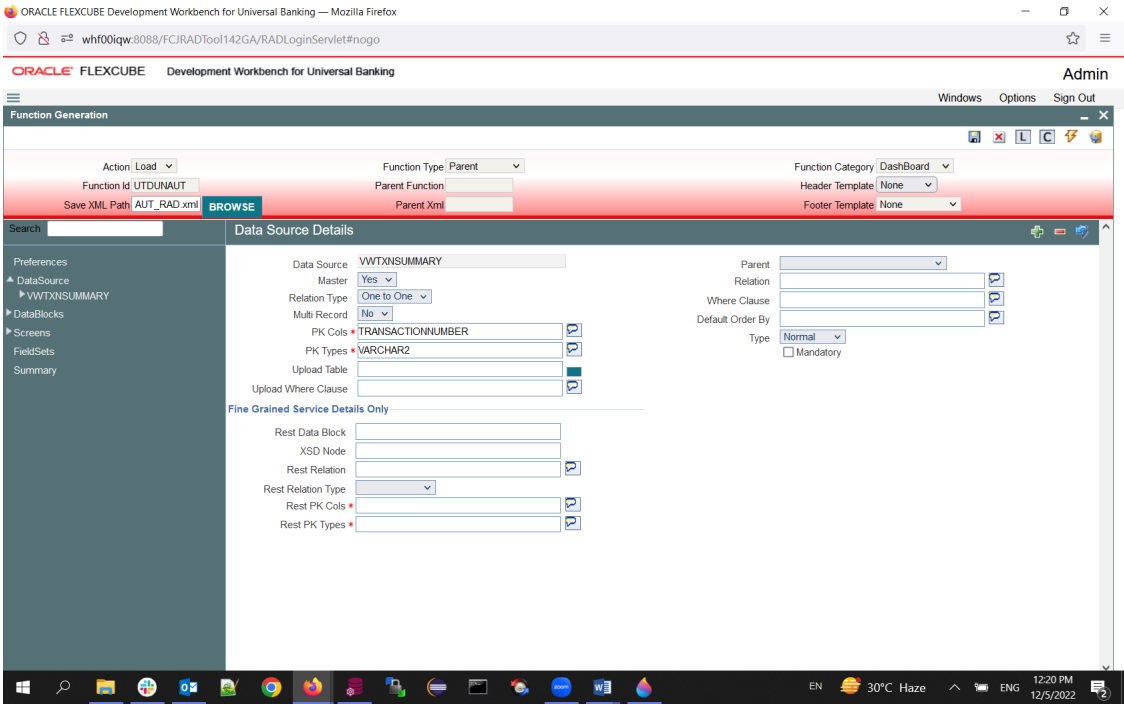 ORACLE FLEXCUBE Development Workbench for Universal Banking — Mozilla Firefox
whf00iqw:8088/FCJRADTool142GA/RADLoginServlet#nogo
ORACLE FLEXCUBE Development Workbench for Universal Banking
Admin
Windows Options Sign Out
Function Generation
L C
Action Load Function Type Parent Function Category DashBoard
Function Id UTDUNAUT Parent Function Header Template None
Save XML Path AUT_RAD.xml BROWSE Parent Xml Footer Template None
Search
Preferences
DataSource
VWTXNSUMMARY
DataBlocks
Screens
FieldSets
Summary
Data Source Details
Data Source VWTXNSUMMARY Parent
Master Yes Relation
Relation Type One to One Where Clause
Multi Record No Default Order By
PK Cols * TRANSACTIONNUMBER Type Normal
PK Types * VARCHAR2 Mandatory
Upload Table
Upload Where Clause
Fine Grained Service Details Only
Rest Data Block
XSD Node
Rest Relation
Rest Relation Type
Rest PK Cols *
Rest PK Types *
zoom
EN 30°C Haze ENG 12:20 PM
12/5/2022
2